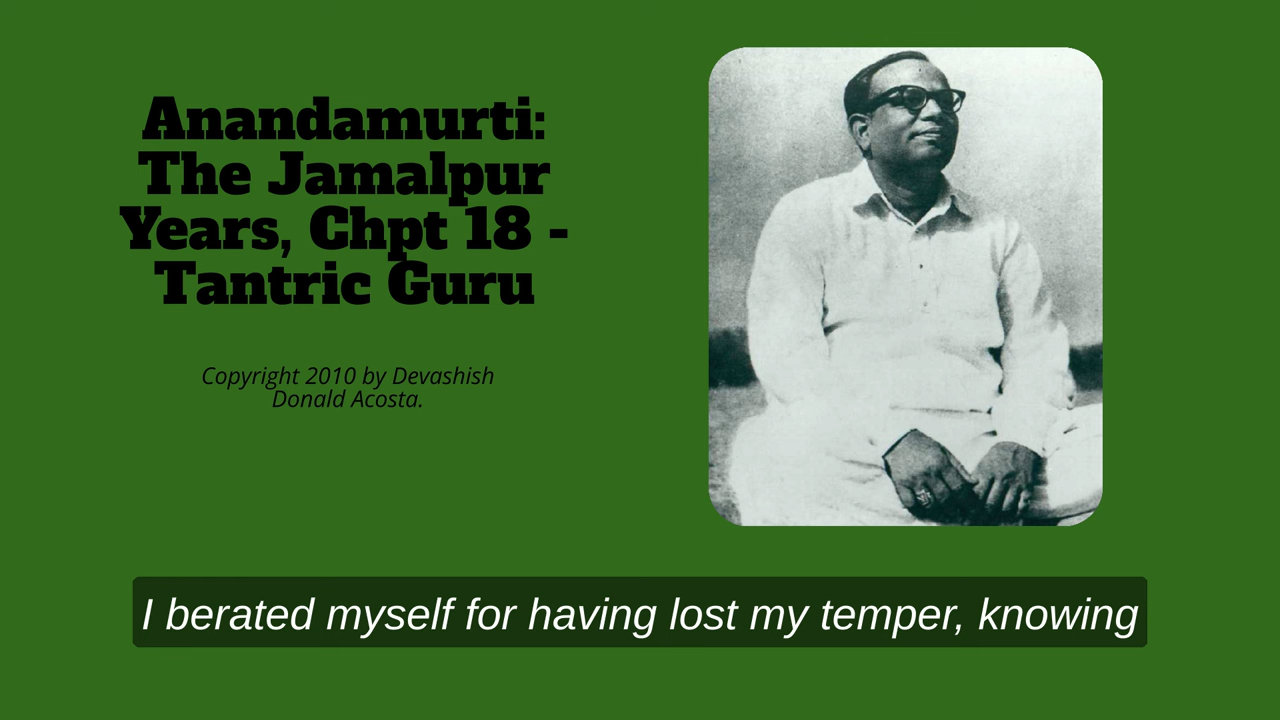 Anandamurti:
The Jamalpur
Years, Chpt 18 -
Tantric Guru
Copyright 2010 by Devashish
Donald Acosta.
I berated myself for having lost my temper, knowing